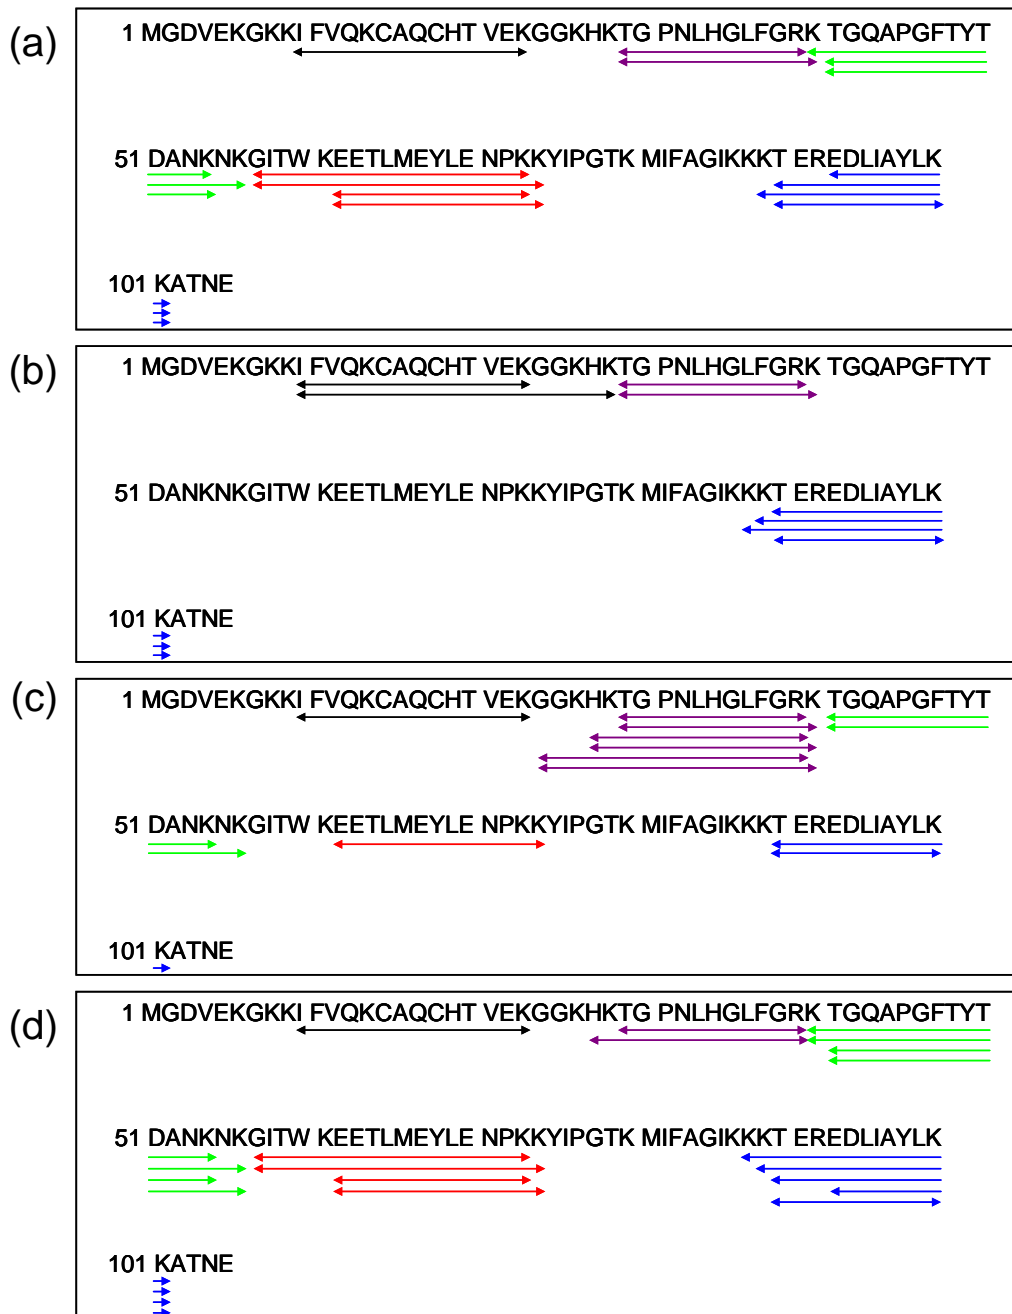 (a)
1 MGDVEKGKKI FVQKCAQCHT VEKGGKHKTG PNLHGLFGRK TGQAPGFTYT
51 DANKNKGITW KEETLMEYLE NPKKYIPGTK MIFAGIKKKT EREDLIAYLK
101 KATNE
(b)
1 MGDVEKGKKI FVQKCAQCHT VEKGGKHKTG PNLHGLFGRK TGQAPGFTYT
51 DANKNKGITW KEETLMEYLE NPKKYIPGTK MIFAGIKKKT EREDLIAYLK
101 KATNE
(c)
1 MGDVEKGKKI FVQKCAQCHT VEKGGKHKTG PNLHGLFGRK TGQAPGFTYT
51 DANKNKGITW KEETLMEYLE NPKKYIPGTK MIFAGIKKKT EREDLIAYLK
101 KATNE
(d)
1 MGDVEKGKKI FVQKCAQCHT VEKGGKHKTG PNLHGLFGRK TGQAPGFTYT
51 DANKNKGITW KEETLMEYLE NPKKYIPGTK MIFAGIKKKT EREDLIAYLK
101 KATNE